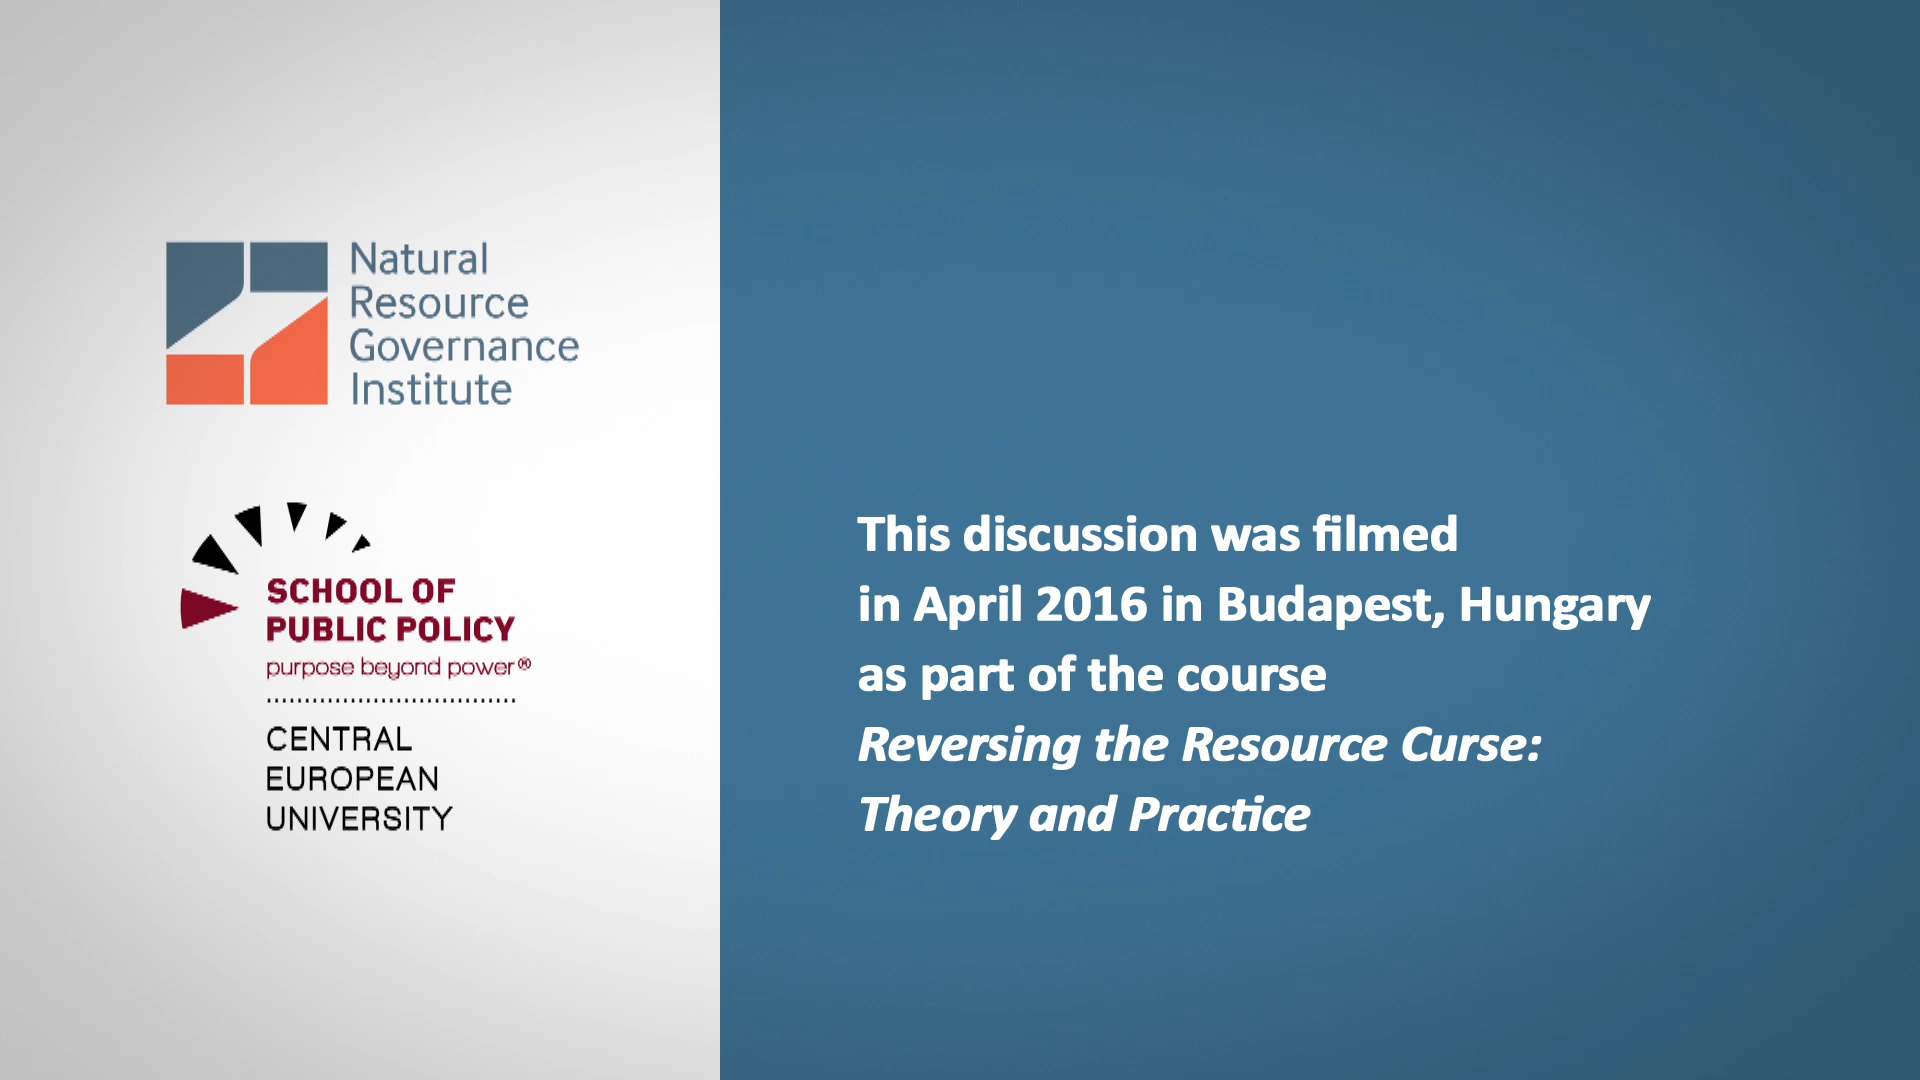 Natural
Resource
Governance
Institute
SCHOOL OF
PUBLIC POLICY
purpose beyond power®
CENTRAL
EUROPEAN
UNIVERSITY
This discussion was filmed
in April 2016 in Budapest, Hungary
as part of the course
Reversing the Resource Curse:
Theory and Practice